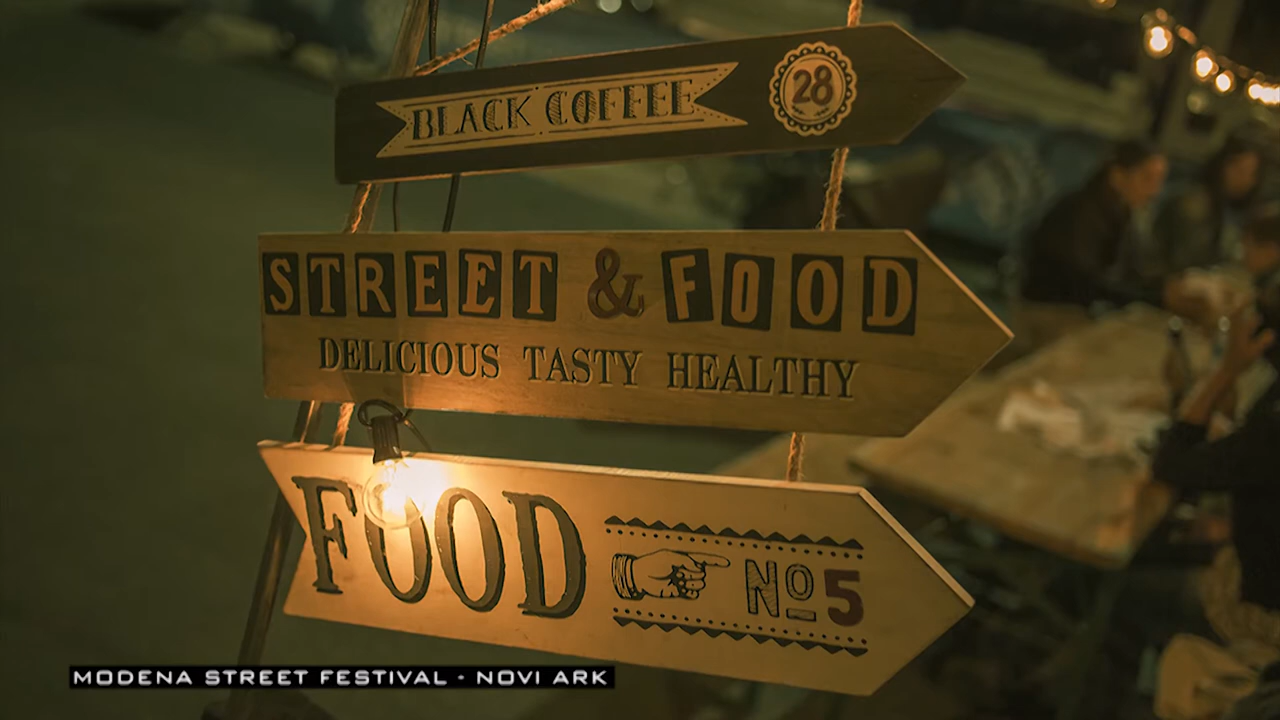 BLACK COFFEE 28
STREET & FOOD
DELICIOUS TASTY HEALTHY
FOOD No5
MODENA STREET FESTIVAL - NOVI ARK